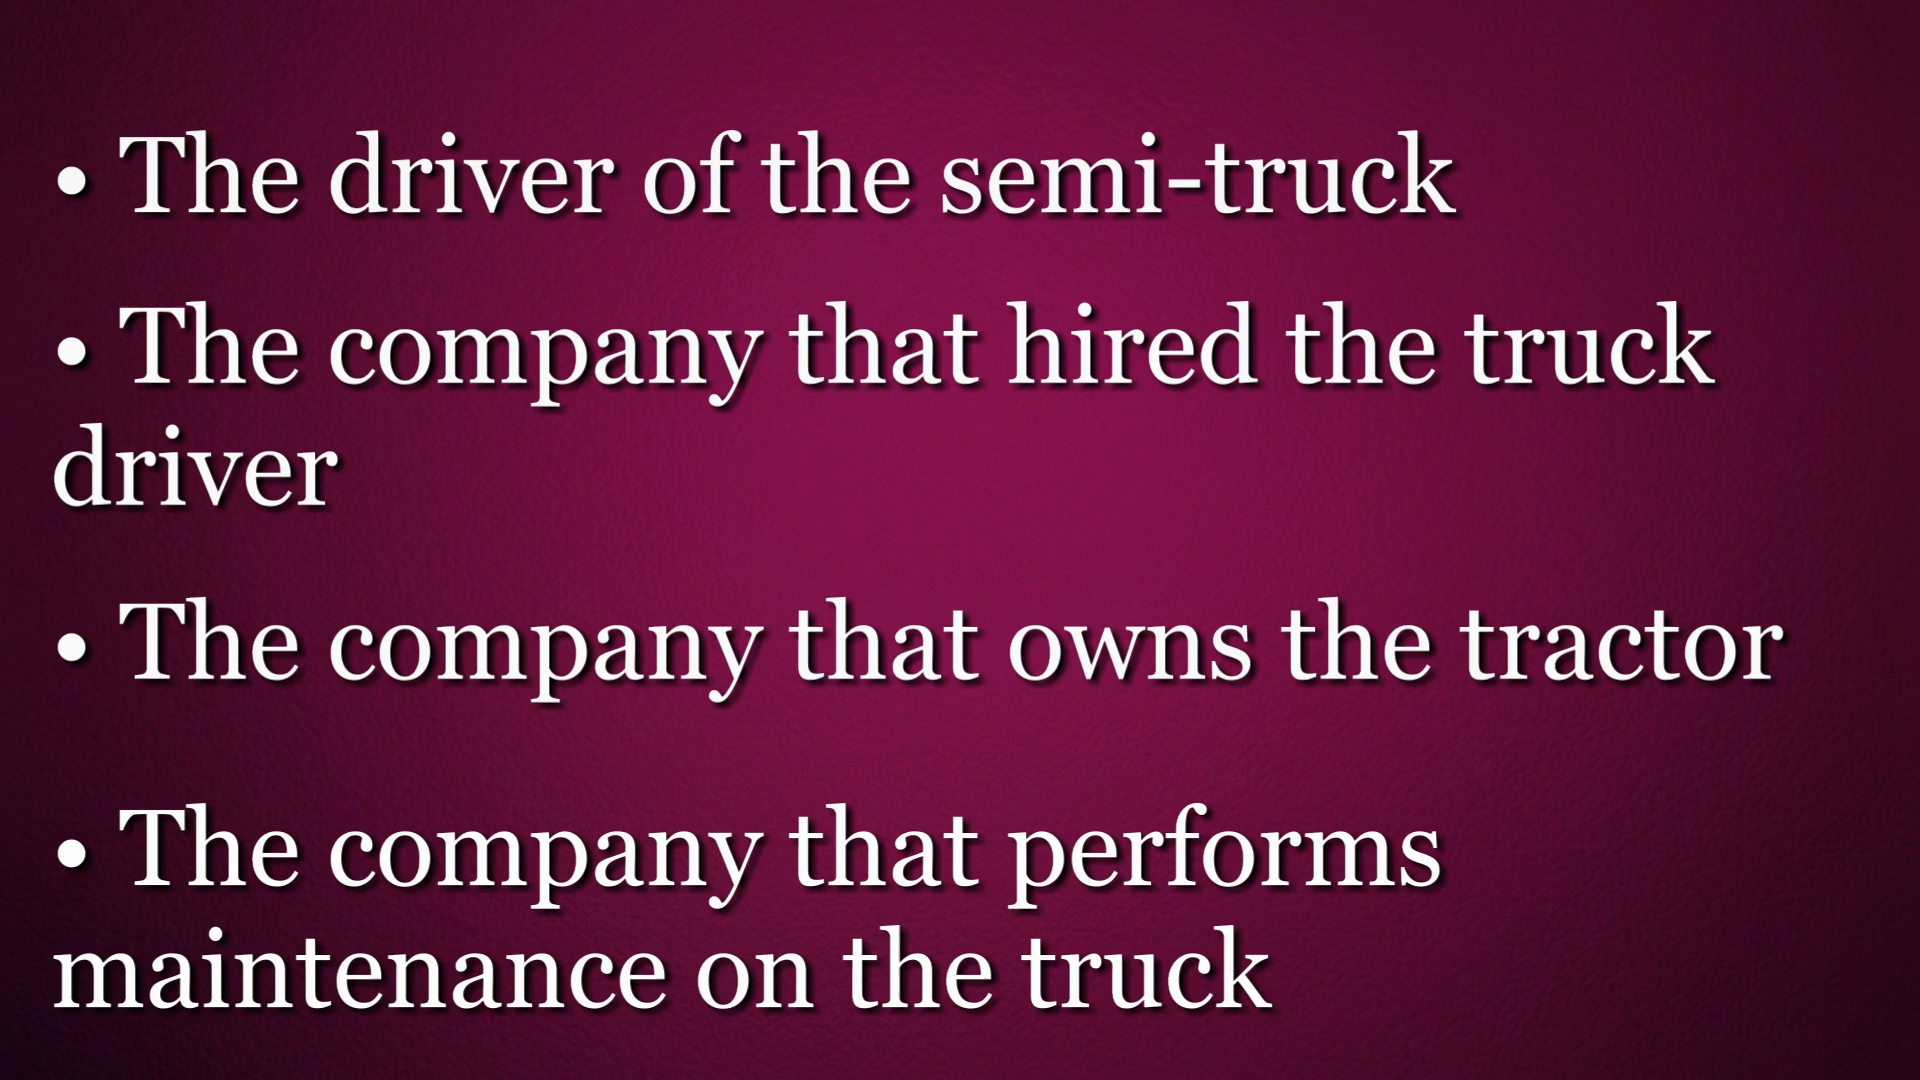 • The driver of the semi-truck
• The company that hired the truck
driver
• The company that owns the tractor
• The company that performs
maintenance on the truck